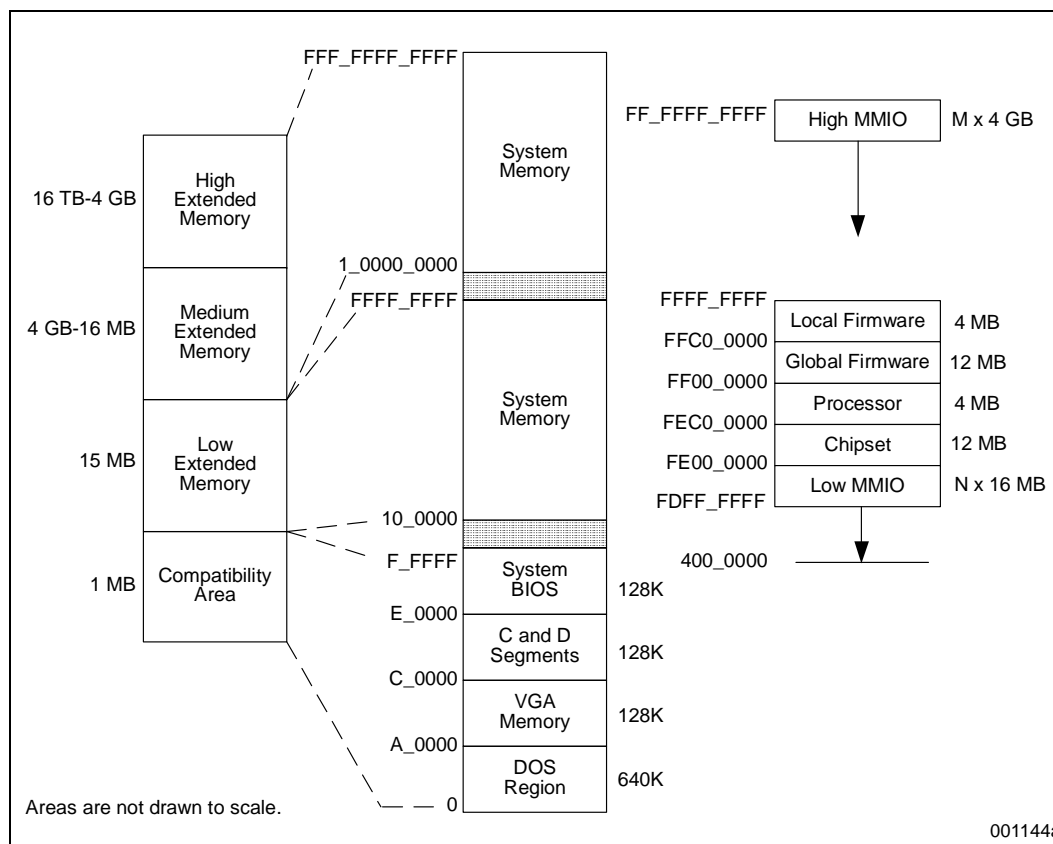 FFF_FFFF_FFFF
High
Extended
Memory
16 TB-4 GB
Medium
Extended
Memory
4 GB-16 MB
Low
Extended
Memory
15 MB
Compatibility
Area
1 MB
System
Memory
1_0000_0000
FFFF_FFFF
System
Memory
10_0000
F_FFFF
System
BIOS
128K
E_0000
C and D
Segments
128K
C_0000
VGA
Memory
128K
A_0000
DOS
Region
640K
0
FF_FFFF_FFFF
High MMIO
M x 4 GB
FFFF_FFFF
Local Firmware
4 MB
FFC0_0000
Global Firmware
12 MB
FF00_0000
Processor
4 MB
FEC0_0000
Chipset
12 MB
FE00_0000
Low MMIO
N x 16 MB
FDFF_FFFF
400_0000
Areas are not drawn to scale.
001144a